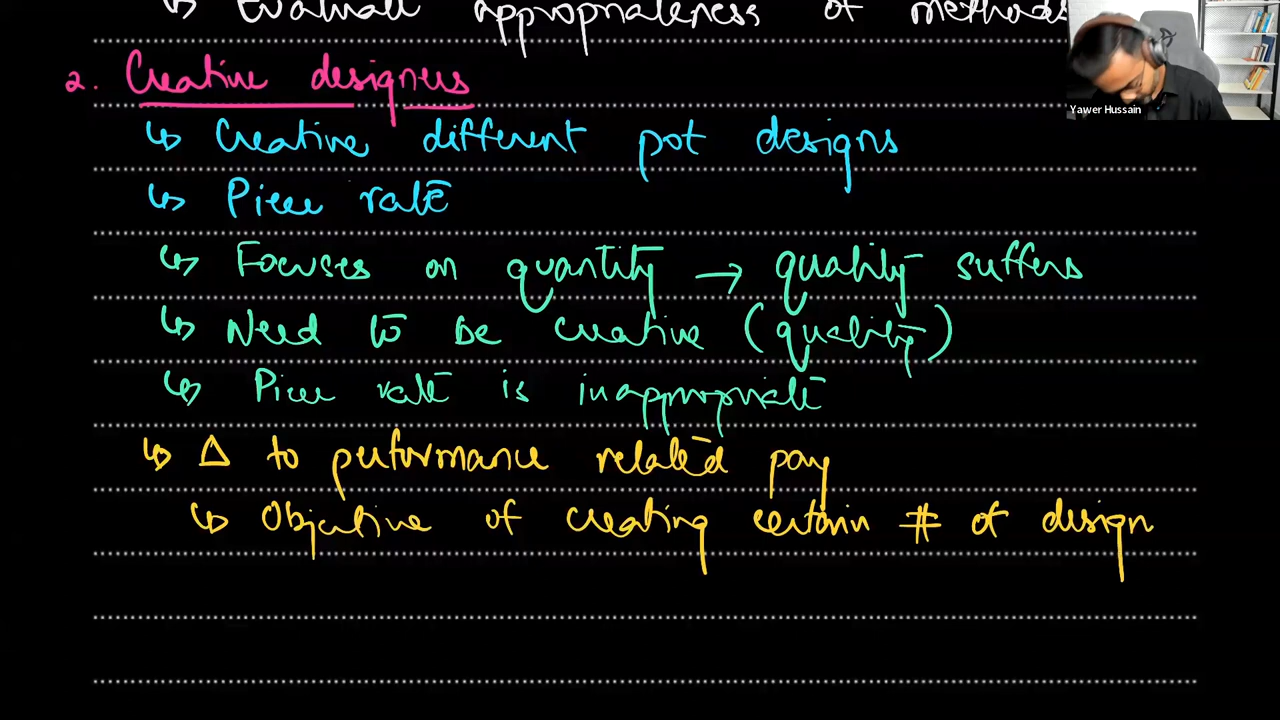 ↳ Evaluate appropriateness of methods
Yawer Hussain
2. Creative designers
↳ Creative different pot designs
↳ Piece rate
↳ Focuses on quantity → quality suffers
↳ Need to be creative (quality)
↳ Piece rate is inappropriate
↳ Δ to performance related pay
↳ Objective of creating certain # of design